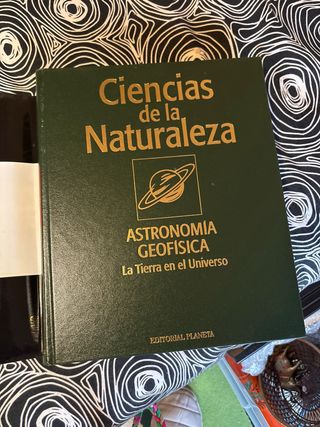 Ciencias
de la
Naturaleza
ASTRONOMÍA
GEOFÍSICA
La Tierra en el Universo
EDITORIAL PLANETA